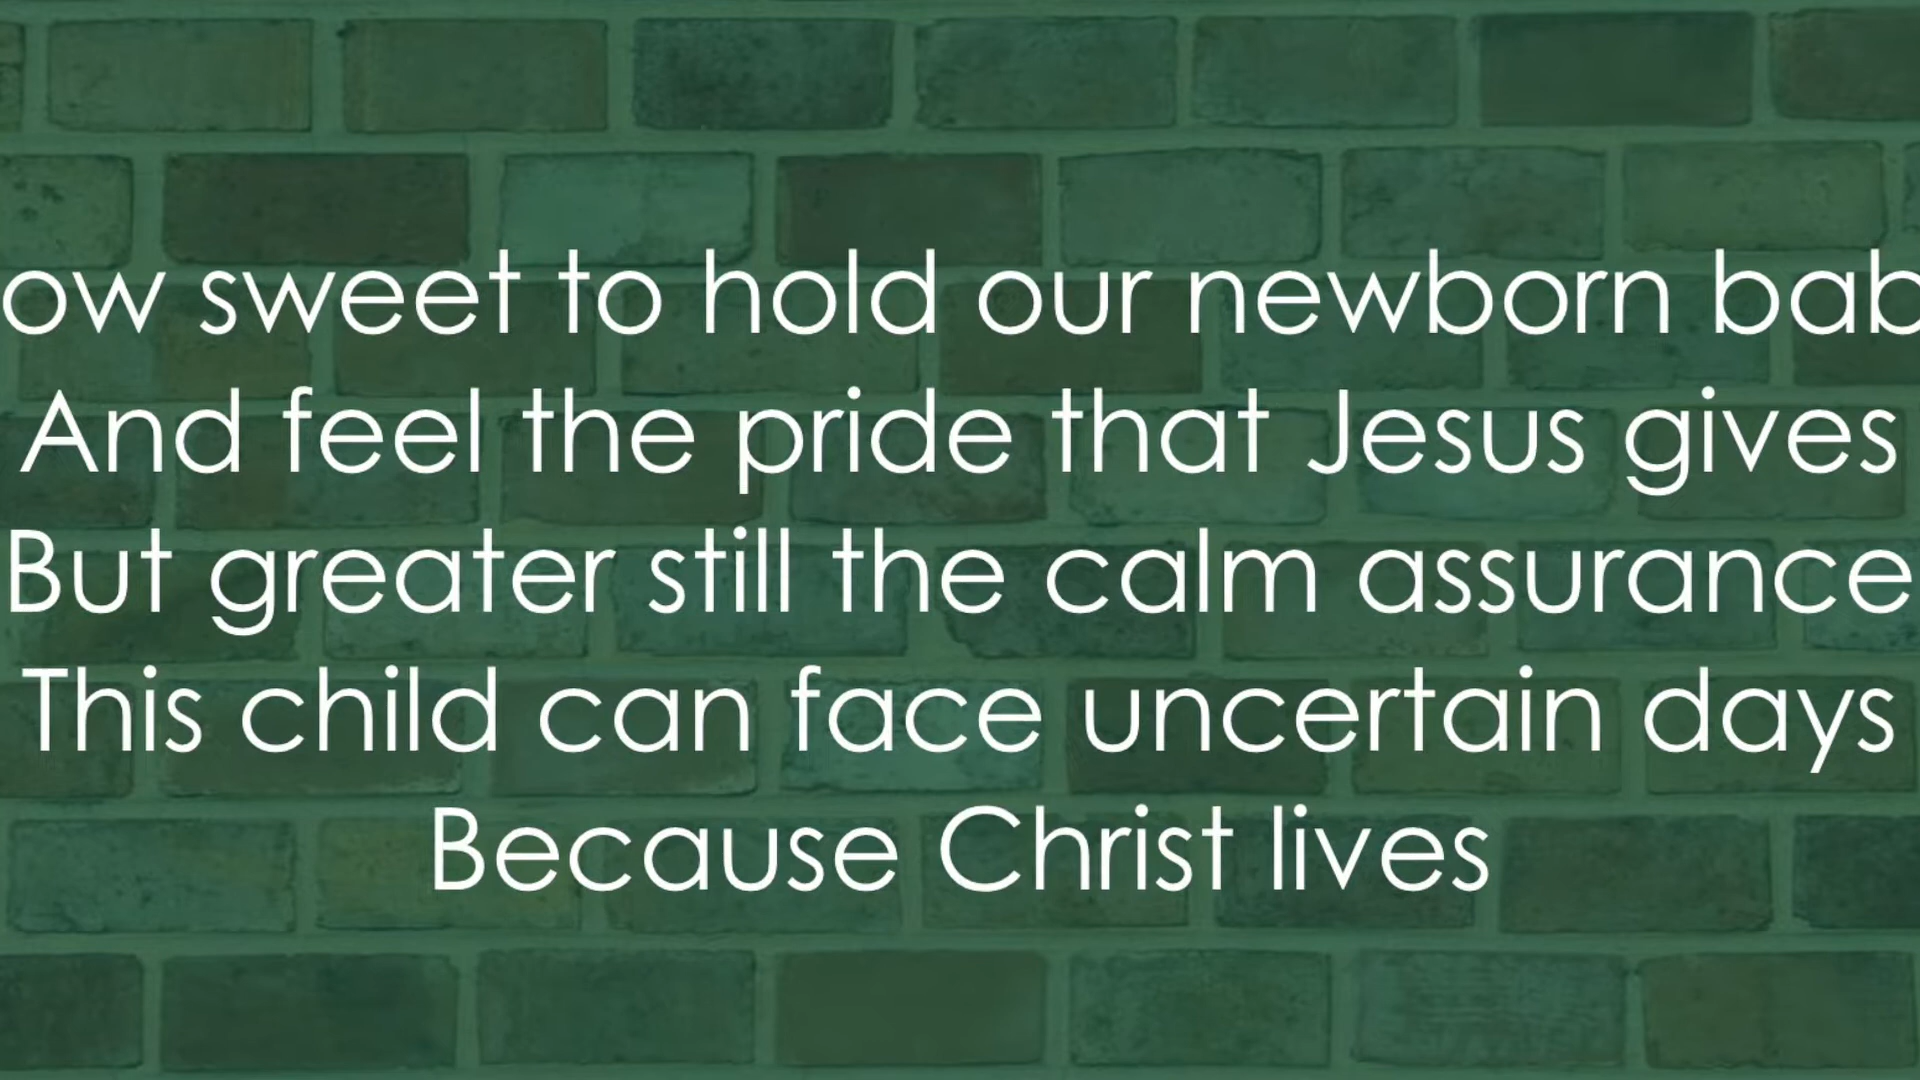 ow sweet to hold our newborn bab
And feel the pride that Jesus gives
But greater still the calm assurance
This child can face uncertain days
Because Christ lives